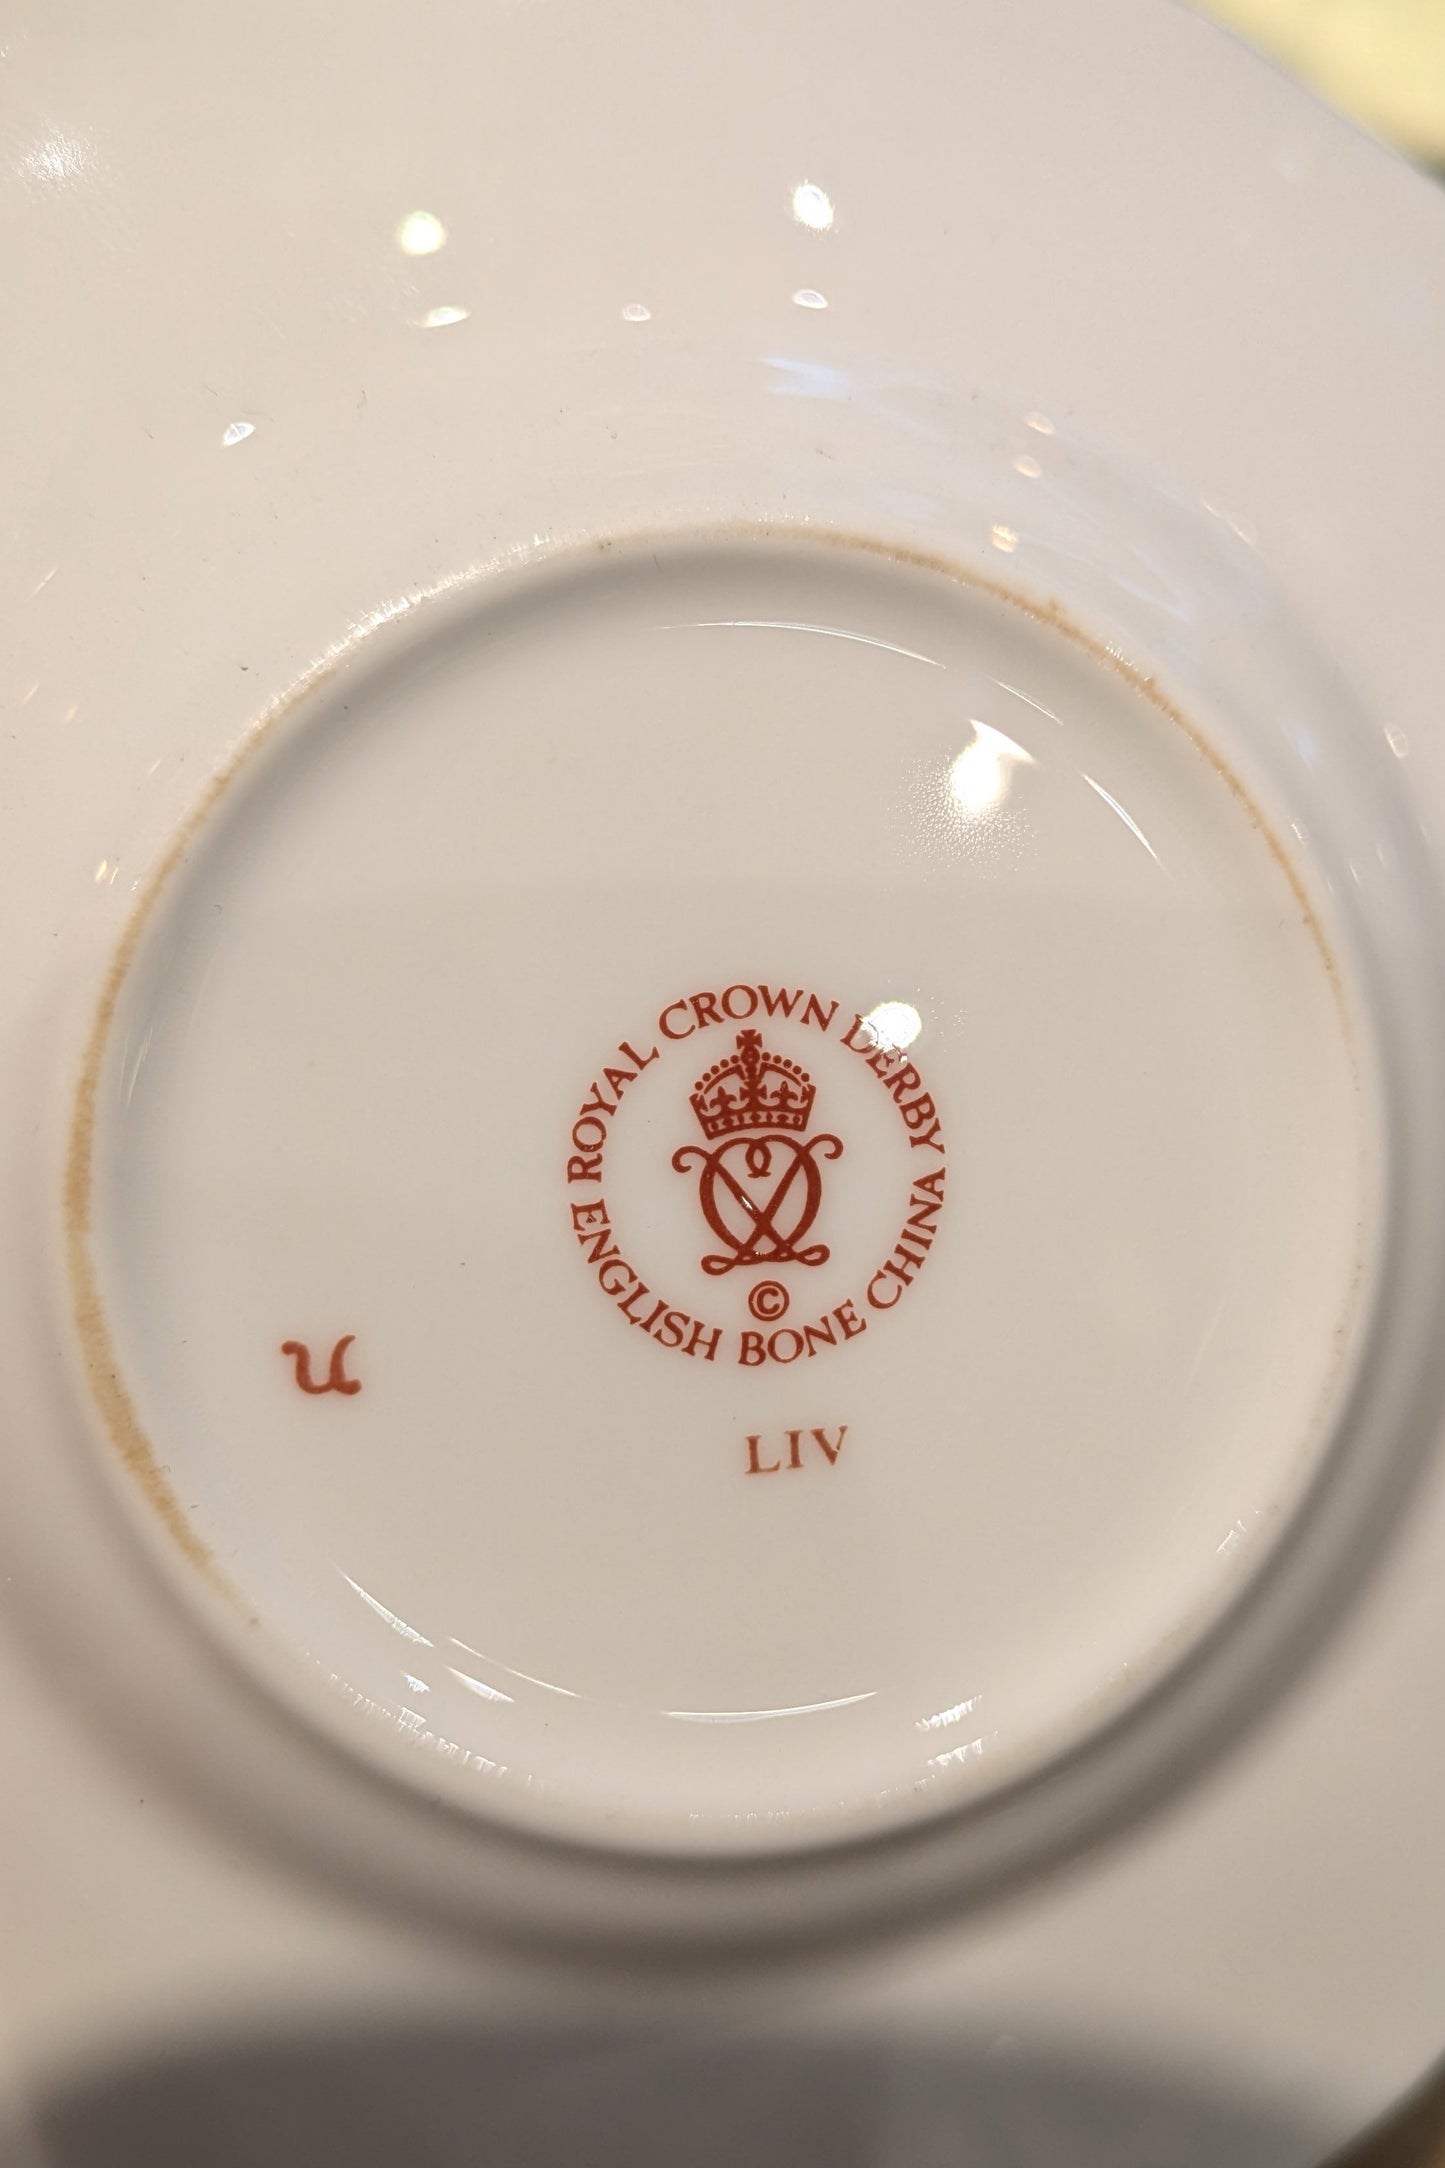 ROYAL CROWN DERBY
©
ENGLISH BONE CHINA
u
LIV